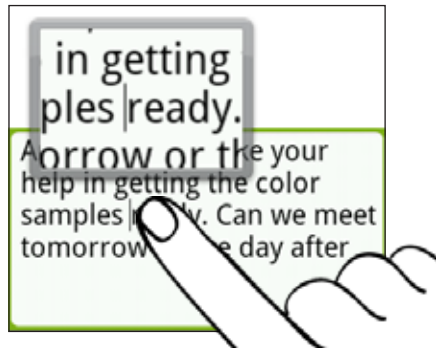 in getting
ples ready.
orrow or th
ke your
help in getting the color
samples Can we meet
tomorrow day after